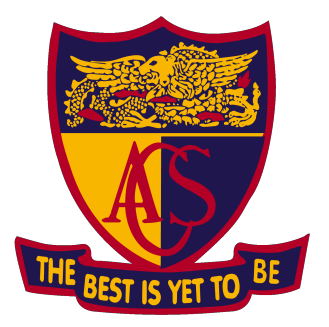 ACS
THE BEST IS YET TO BE